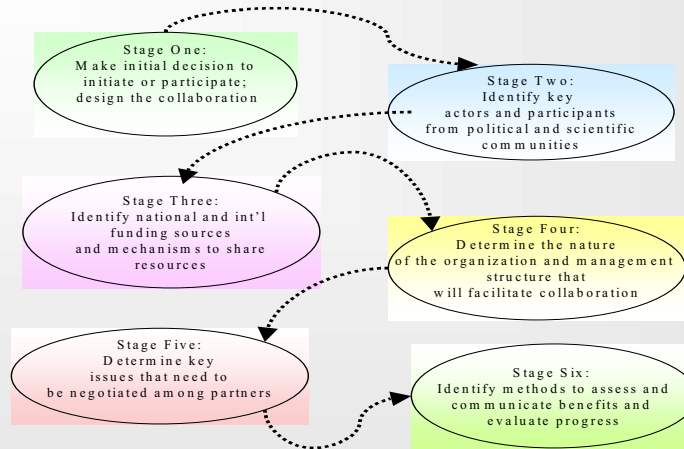 Stage One:
Make initial decision to
initiate or participate;
design the collaboration
Stage Two:
Identify key
actors and participants
from political and scientific
communities
Stage Three:
Identify national and int'l
funding sources
and mechanisms to share
resources
Stage Four:
Determine the nature
of the organization and management
structure that
will facilitate collaboration
Stage Five:
Determine key
issues that need to
be negotiated among partners
Stage Six:
Identify methods to assess and
communicate benefits and
evaluate progress